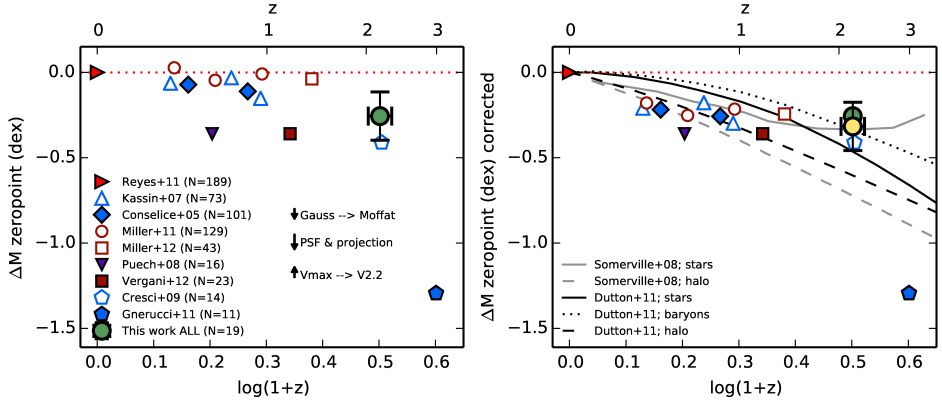 z
0 1 2 3
ΔM zeropoint (dex)
0.0
−0.5
−1.0
−1.5
Reyes+11 (N=189)
Kassin+07 (N=73)
Conselice+05 (N=101)
Miller+11 (N=129)
Miller+12 (N=43)
Puech+08 (N=16)
Vergani+12 (N=23)
Cresci+09 (N=14)
Gnerucci+11 (N=11)
This work ALL (N=19)
Gauss --> Moffat
PSF & projection
Vmax --> V2.2
0.0 0.1 0.2 0.3 0.4 0.5 0.6
log(1+z)
z
0 1 2 3
ΔM zeropoint (dex) corrected
0.0
−0.5
−1.0
−1.5
Somerville+08; stars
Somerville+08; halo
Dutton+11; stars
Dutton+11; baryons
Dutton+11; halo
0.0 0.1 0.2 0.3 0.4 0.5 0.6
log(1+z)